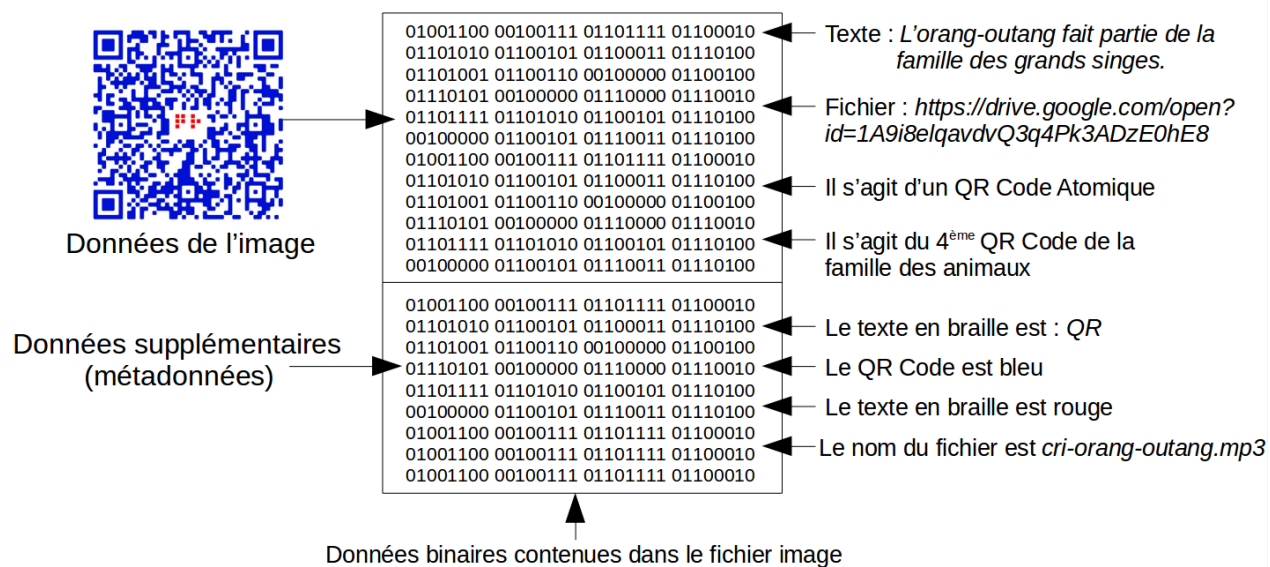 01001100 00100111 01101111 01100010
01101010 01100101 01100011 01110100
01101001 01100110 00100000 01100100
01110101 00100000 01110000 01110010
01101111 01101010 01100101 01110100
00100000 01100101 01110011 01110100
01001100 00100111 01101111 01100010
01101010 01100101 01100011 01110100
01101001 01100110 00100000 01100100
01110101 00100000 01110000 01110010
01101111 01101010 01100101 01110100
00100000 01100101 01110011 01110100
Texte : L'orang-outang fait partie de la
famille des grands singes.
Fichier : https://drive.google.com/open?
id=1A9i8elqavdvQ3q4Pk3ADzE0hE8
Il s’agit d’un QR Code Atomique
Il s’agit du 4ème QR Code de la
famille des animaux
Données de l’image
01001100 00100111 01101111 01100010
01101010 01100101 01100011 01110100
01101001 01100110 00100000 01100100
01110101 00100000 01110000 01110010
01101111 01101010 01100101 01110100
00100000 01100101 01110011 01110100
01001100 00100111 01101111 01100010
01001100 00100111 01101111 01100010
01001100 00100111 01101111 01100010
Données supplémentaires
(métadonnées)
Le texte en braille est : QR
Le QR Code est bleu
Le texte en braille est rouge
Le nom du fichier est cri-orang-outang.mp3
Données binaires contenues dans le fichier image